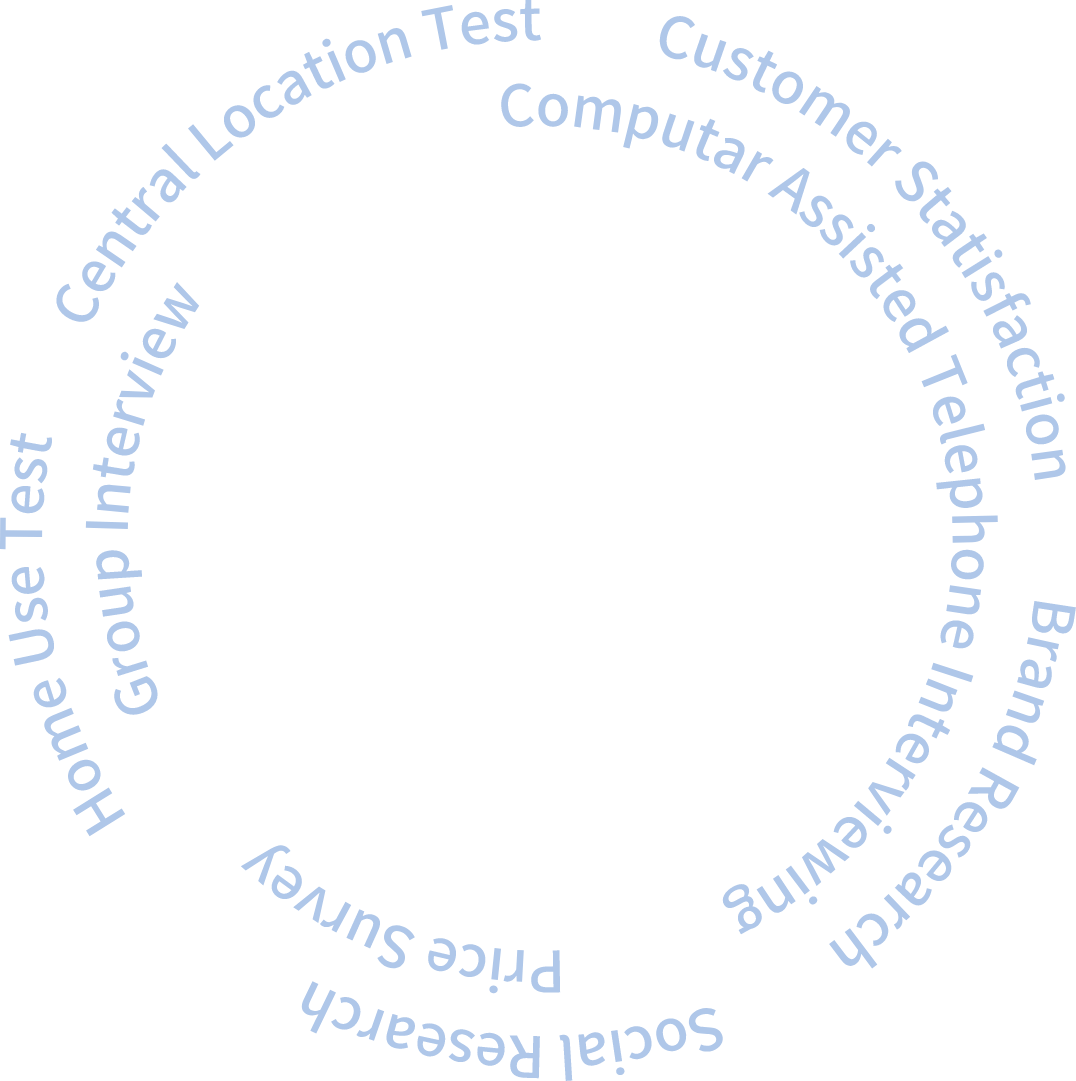 Central Location Test
Customer Statisfaction
Computar Assisted Telephone Interviewing
Group Interview
Home Use Test
Brand Research
Price Survey
Social Research